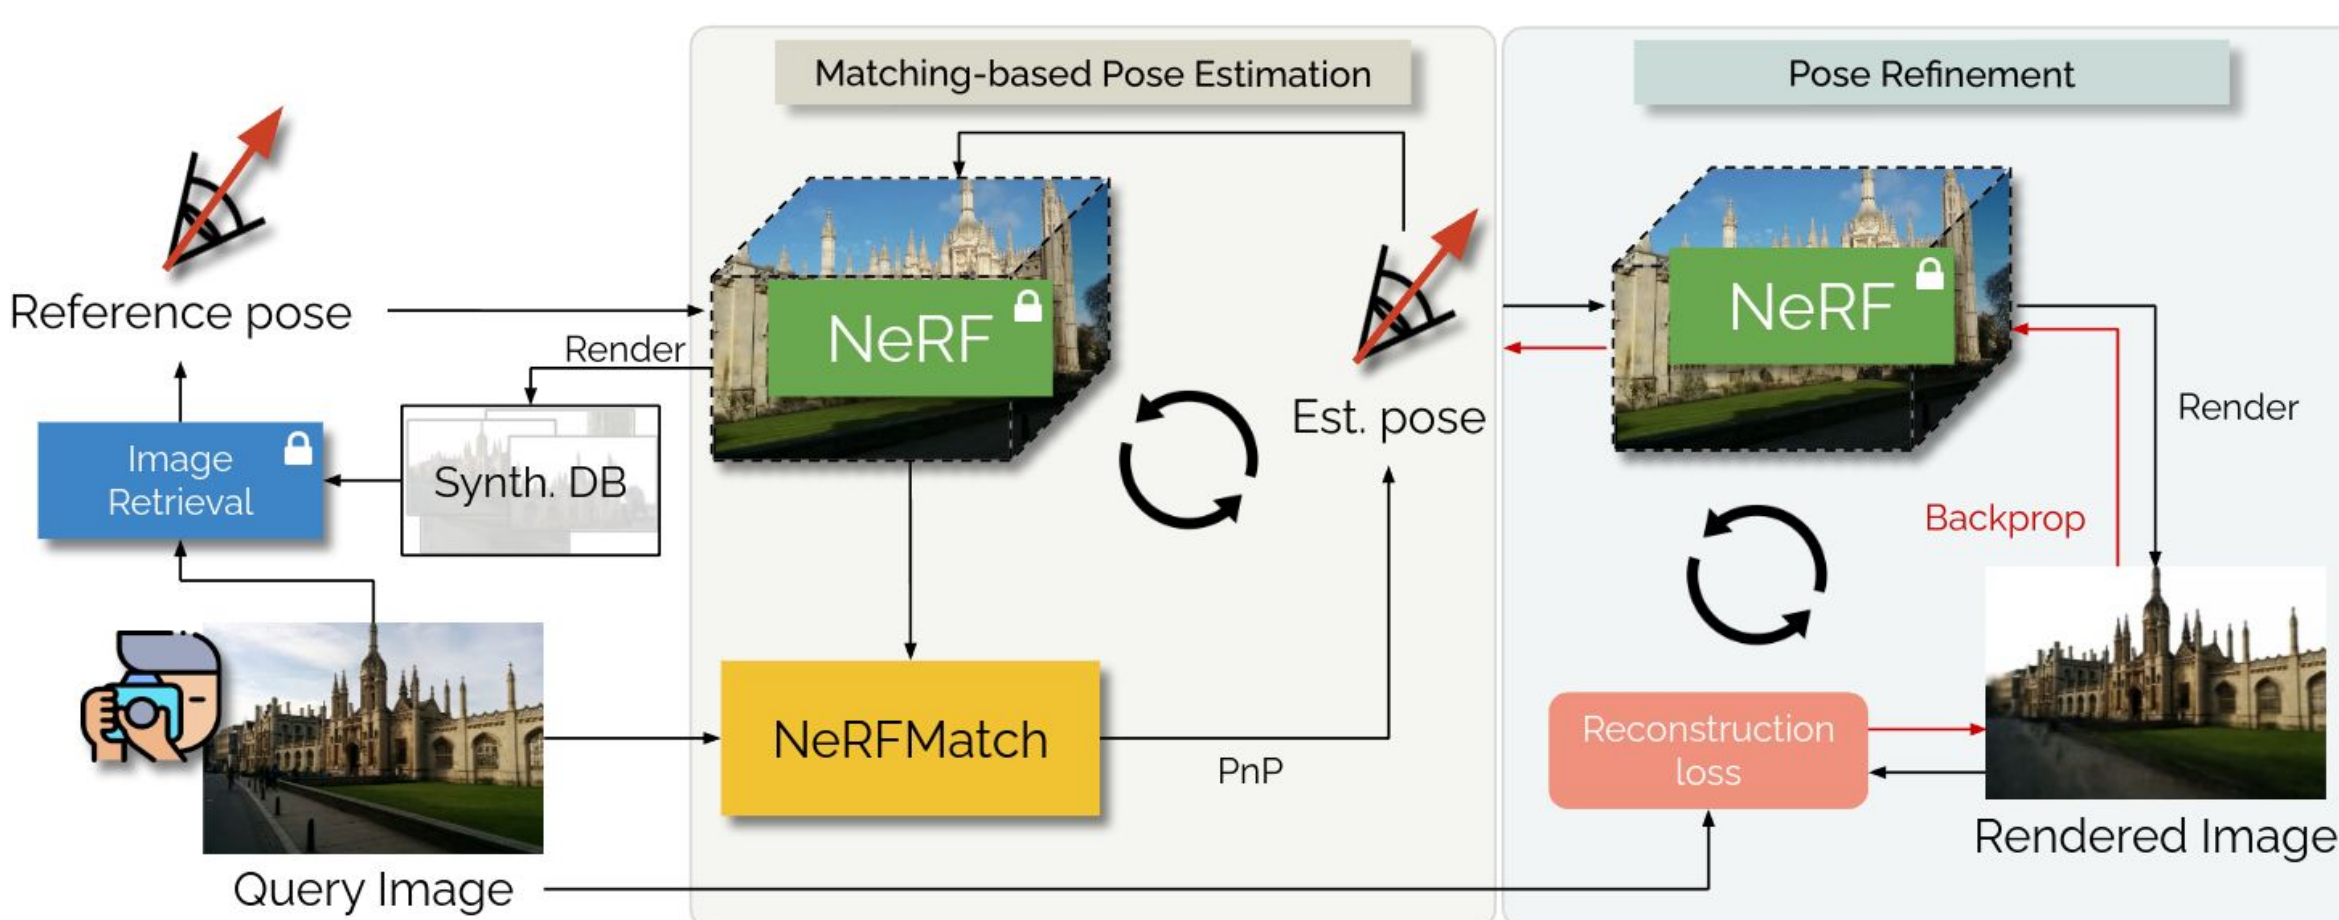 Matching-based Pose Estimation
Pose Refinement
Reference pose
Render
NeRF
NeRF
Image
Retrieval
Synth. DB
Est. pose
Render
Backprop
NeRFMatch
PnP
Reconstruction
loss
Rendered Image
Query Image